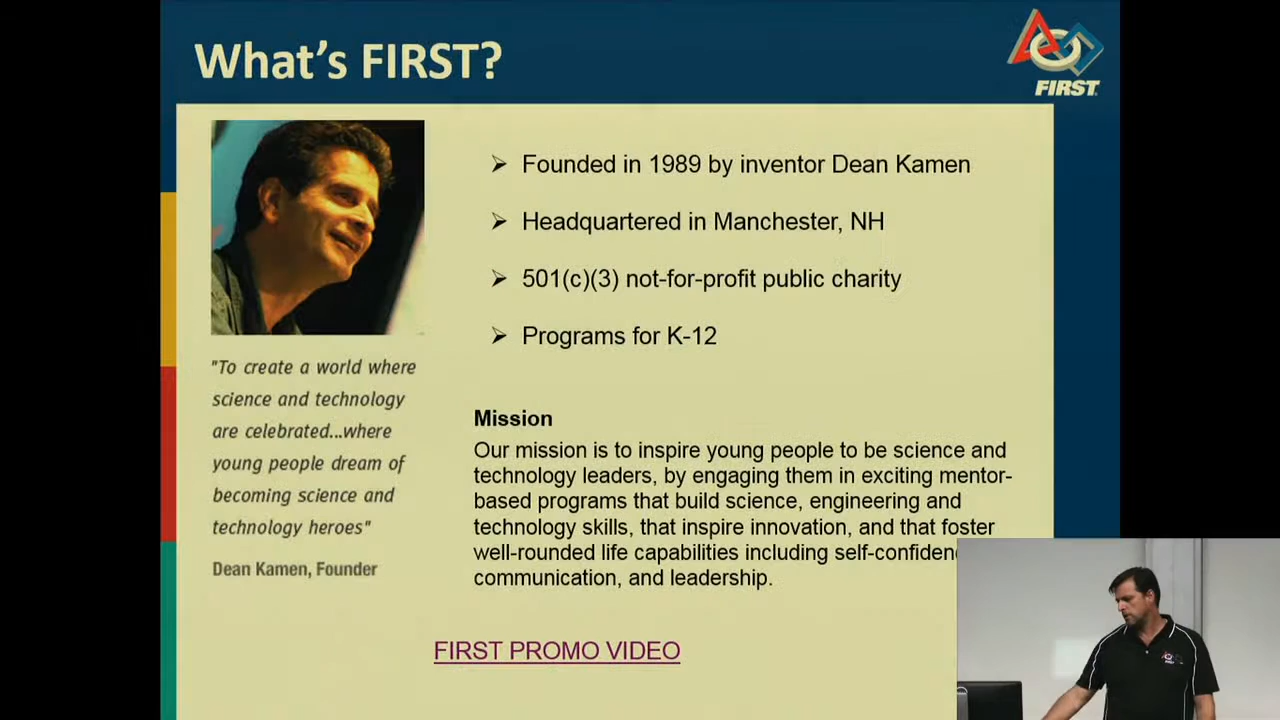 What's FIRST?
FIRST
➢ Founded in 1989 by inventor Dean Kamen
➢ Headquartered in Manchester, NH
➢ 501(c)(3) not-for-profit public charity
➢ Programs for K-12
"To create a world where
science and technology
are celebrated...where
young people dream of
becoming science and
technology heroes"
Dean Kamen, Founder
Mission
Our mission is to inspire young people to be science and
technology leaders, by engaging them in exciting mentor-
based programs that build science, engineering and
technology skills, that inspire innovation, and that foster
well-rounded life capabilities including
communication, and leadership.
FIRST PROMO VIDEO